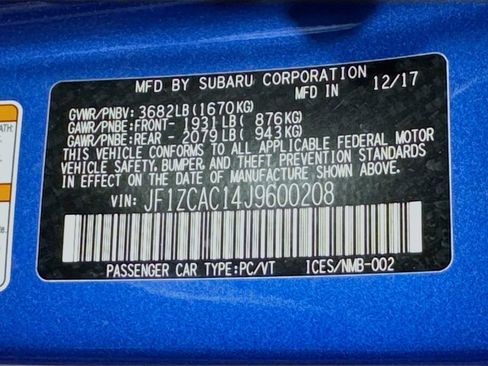 MFD BY SUBARU CORPORATION
MFD IN 12/17
GVWR/PNBV: 3682LB(1670KG)
GAWR/PNBE:FRONT- 1931LB( 876KG)
GAWR/PNBE:REAR - 2079LB( 943KG)
THIS VEHICLE CONFORMS TO ALL APPLICABLE FEDERAL MOTOR
VEHICLE SAFETY, BUMPER, AND THEFT PREVENTION STANDARDS
IN EFFECT ON THE DATE OF MANUFACTURE SHOWN ABOVE.
VIN: JF1ZCAC14J9600208
PASSENGER CAR TYPE:PC/VT ICES/NMB-002